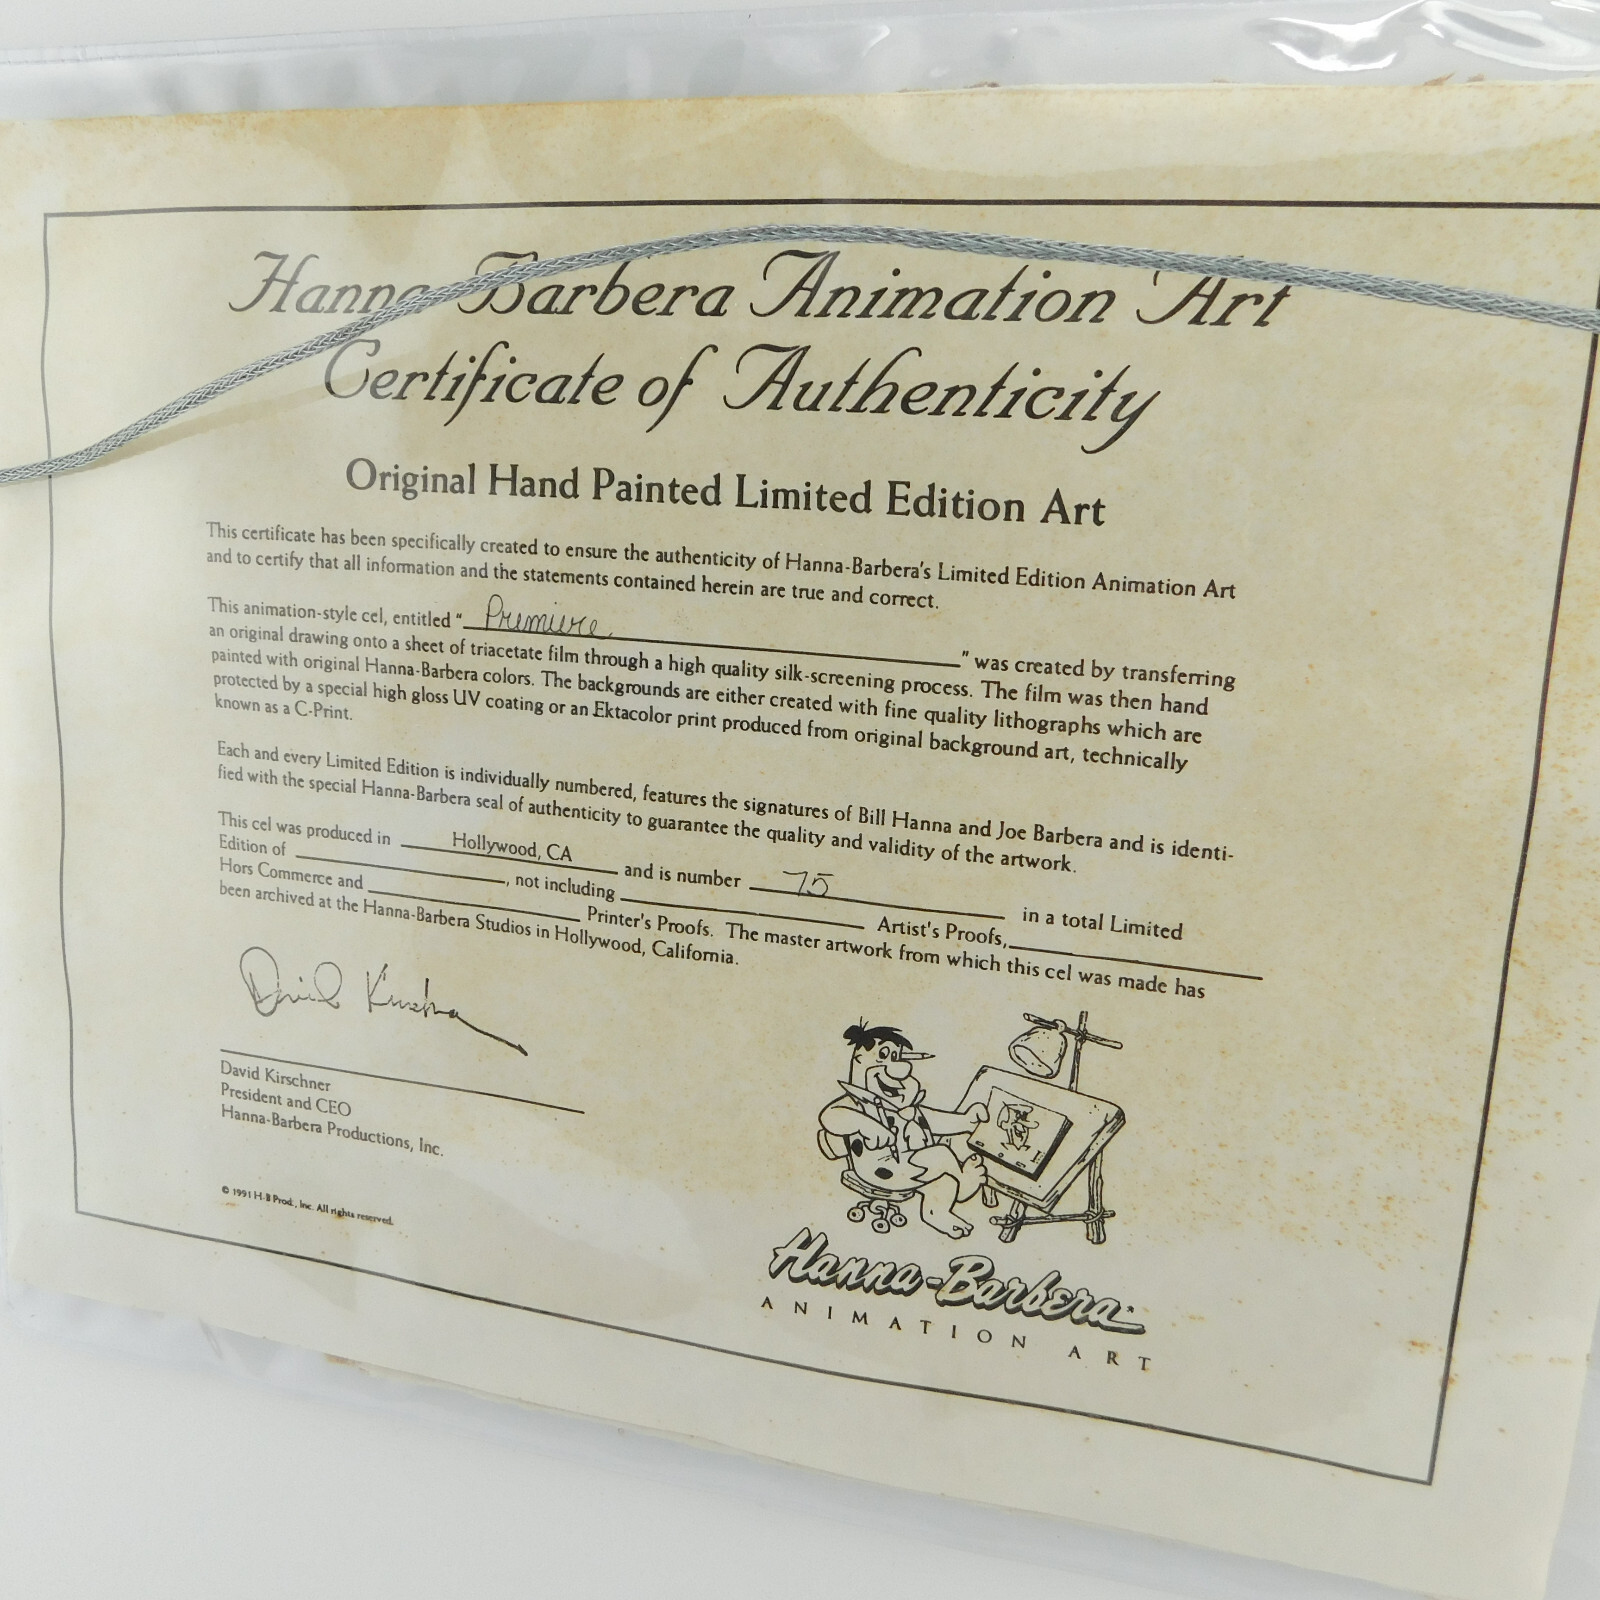 Hanna-Barbera Animation Art
Certificate of Authenticity
Original Hand Painted Limited Edition Art
This certificate has been specifically created to ensure the authenticity of Hanna-Barbera's Limited Edition Animation Art
and to certify that all information and the statements contained herein are true and correct.
This animation-style cel, entitled "Premiere" was created by transferring
an original drawing onto a sheet of triacetate film through a high quality silk-screening process. The film was then hand
painted with original Hanna-Barbera colors. The backgrounds are either created with fine quality lithographs which are
protected by a special high gloss UV coating or an Ektacolor print produced from original background art, technically
known as a C-Print.
Each and every Limited Edition is individually numbered, features the signatures of Bill Hanna and Joe Barbera and is identi-
fied with the special Hanna-Barbera seal of authenticity to guarantee the quality and validity of the artwork.
This cel was produced in Hollywood, CA and is number 75 in a total Limited
Edition of , not including Artist's Proofs,
Hors Commerce and Printer's Proofs. The master artwork from which this cel was made has
been archived at the Hanna-Barbera Studios in Hollywood, California.
David Kirschner
David Kirschner
President and CEO
Hanna-Barbera Productions, Inc.
© 1991 H-B Prod., Inc. All rights reserved.
Hanna-Barbera
ANIMATION ART